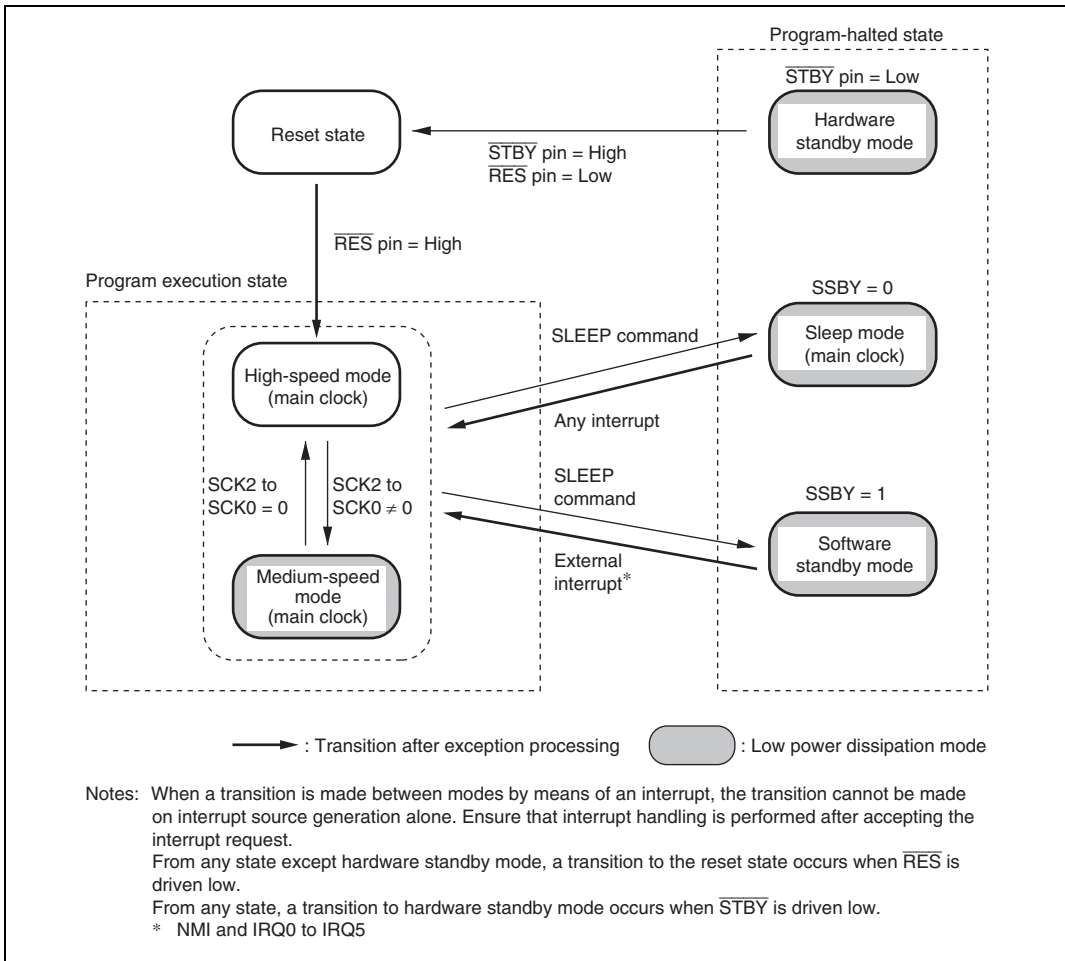 Program-halted state
STBY pin = Low
Hardware
standby mode
Reset state
STBY pin = High
RES pin = Low
RES pin = High
Program execution state
SSBY = 0
Sleep mode
(main clock)
SLEEP command
High-speed mode
(main clock)
Any interrupt
SCK2 to
SCK0 = 0
SCK2 to
SCK0 ≠ 0
SLEEP
command
SSBY = 1
Software
standby mode
External
interrupt*
Medium-speed
mode
(main clock)
: Transition after exception processing
: Low power dissipation mode
Notes: When a transition is made between modes by means of an interrupt, the transition cannot be made
on interrupt source generation alone. Ensure that interrupt handling is performed after accepting the
interrupt request.
From any state except hardware standby mode, a transition to the reset state occurs when RES is
driven low.
From any state, a transition to hardware standby mode occurs when STBY is driven low.
* NMI and IRQ0 to IRQ5